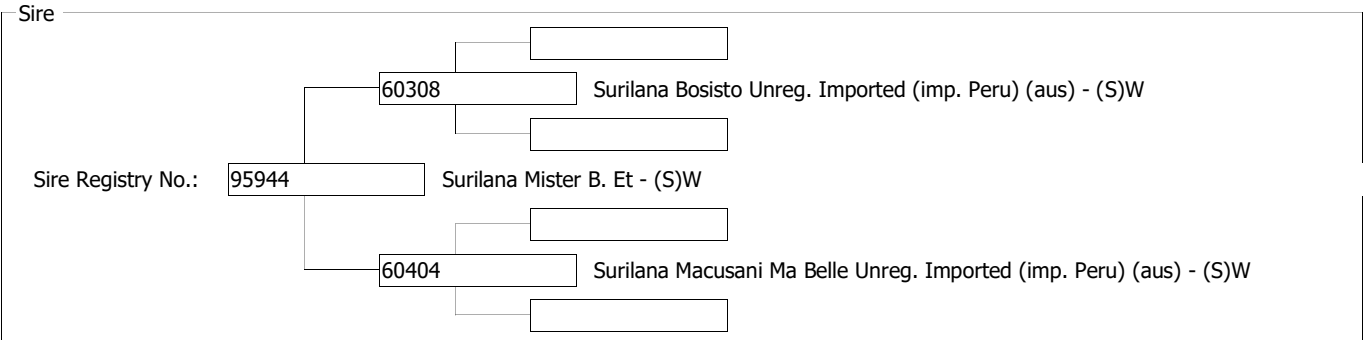 Sire
60308 Surilana Bosisto Unreg. Imported (imp. Peru) (aus) - (S)W
Sire Registry No.: 95944 Surilana Mister B. Et - (S)W
60404 Surilana Macusani Ma Belle Unreg. Imported (imp. Peru) (aus) - (S)W